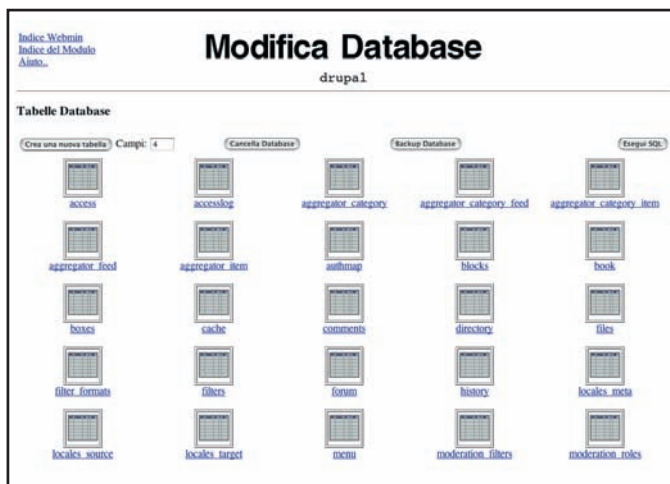 Indice Webmin
Indice del Modulo
Aiuto..
Modifica Database
drupal
Tabelle Database
Crea una nuova tabella Campi: 4 Cancella Database Backup Database Esegui SQL
access accesslog aggregator_category aggregator_category_feed aggregator_category_item
aggregator_feed aggregator_item authmap blocks book
boxes cache comments directory files
filter_formats filters forum history locales_meta
locales_source locales_target menu moderation_filters moderation_roles